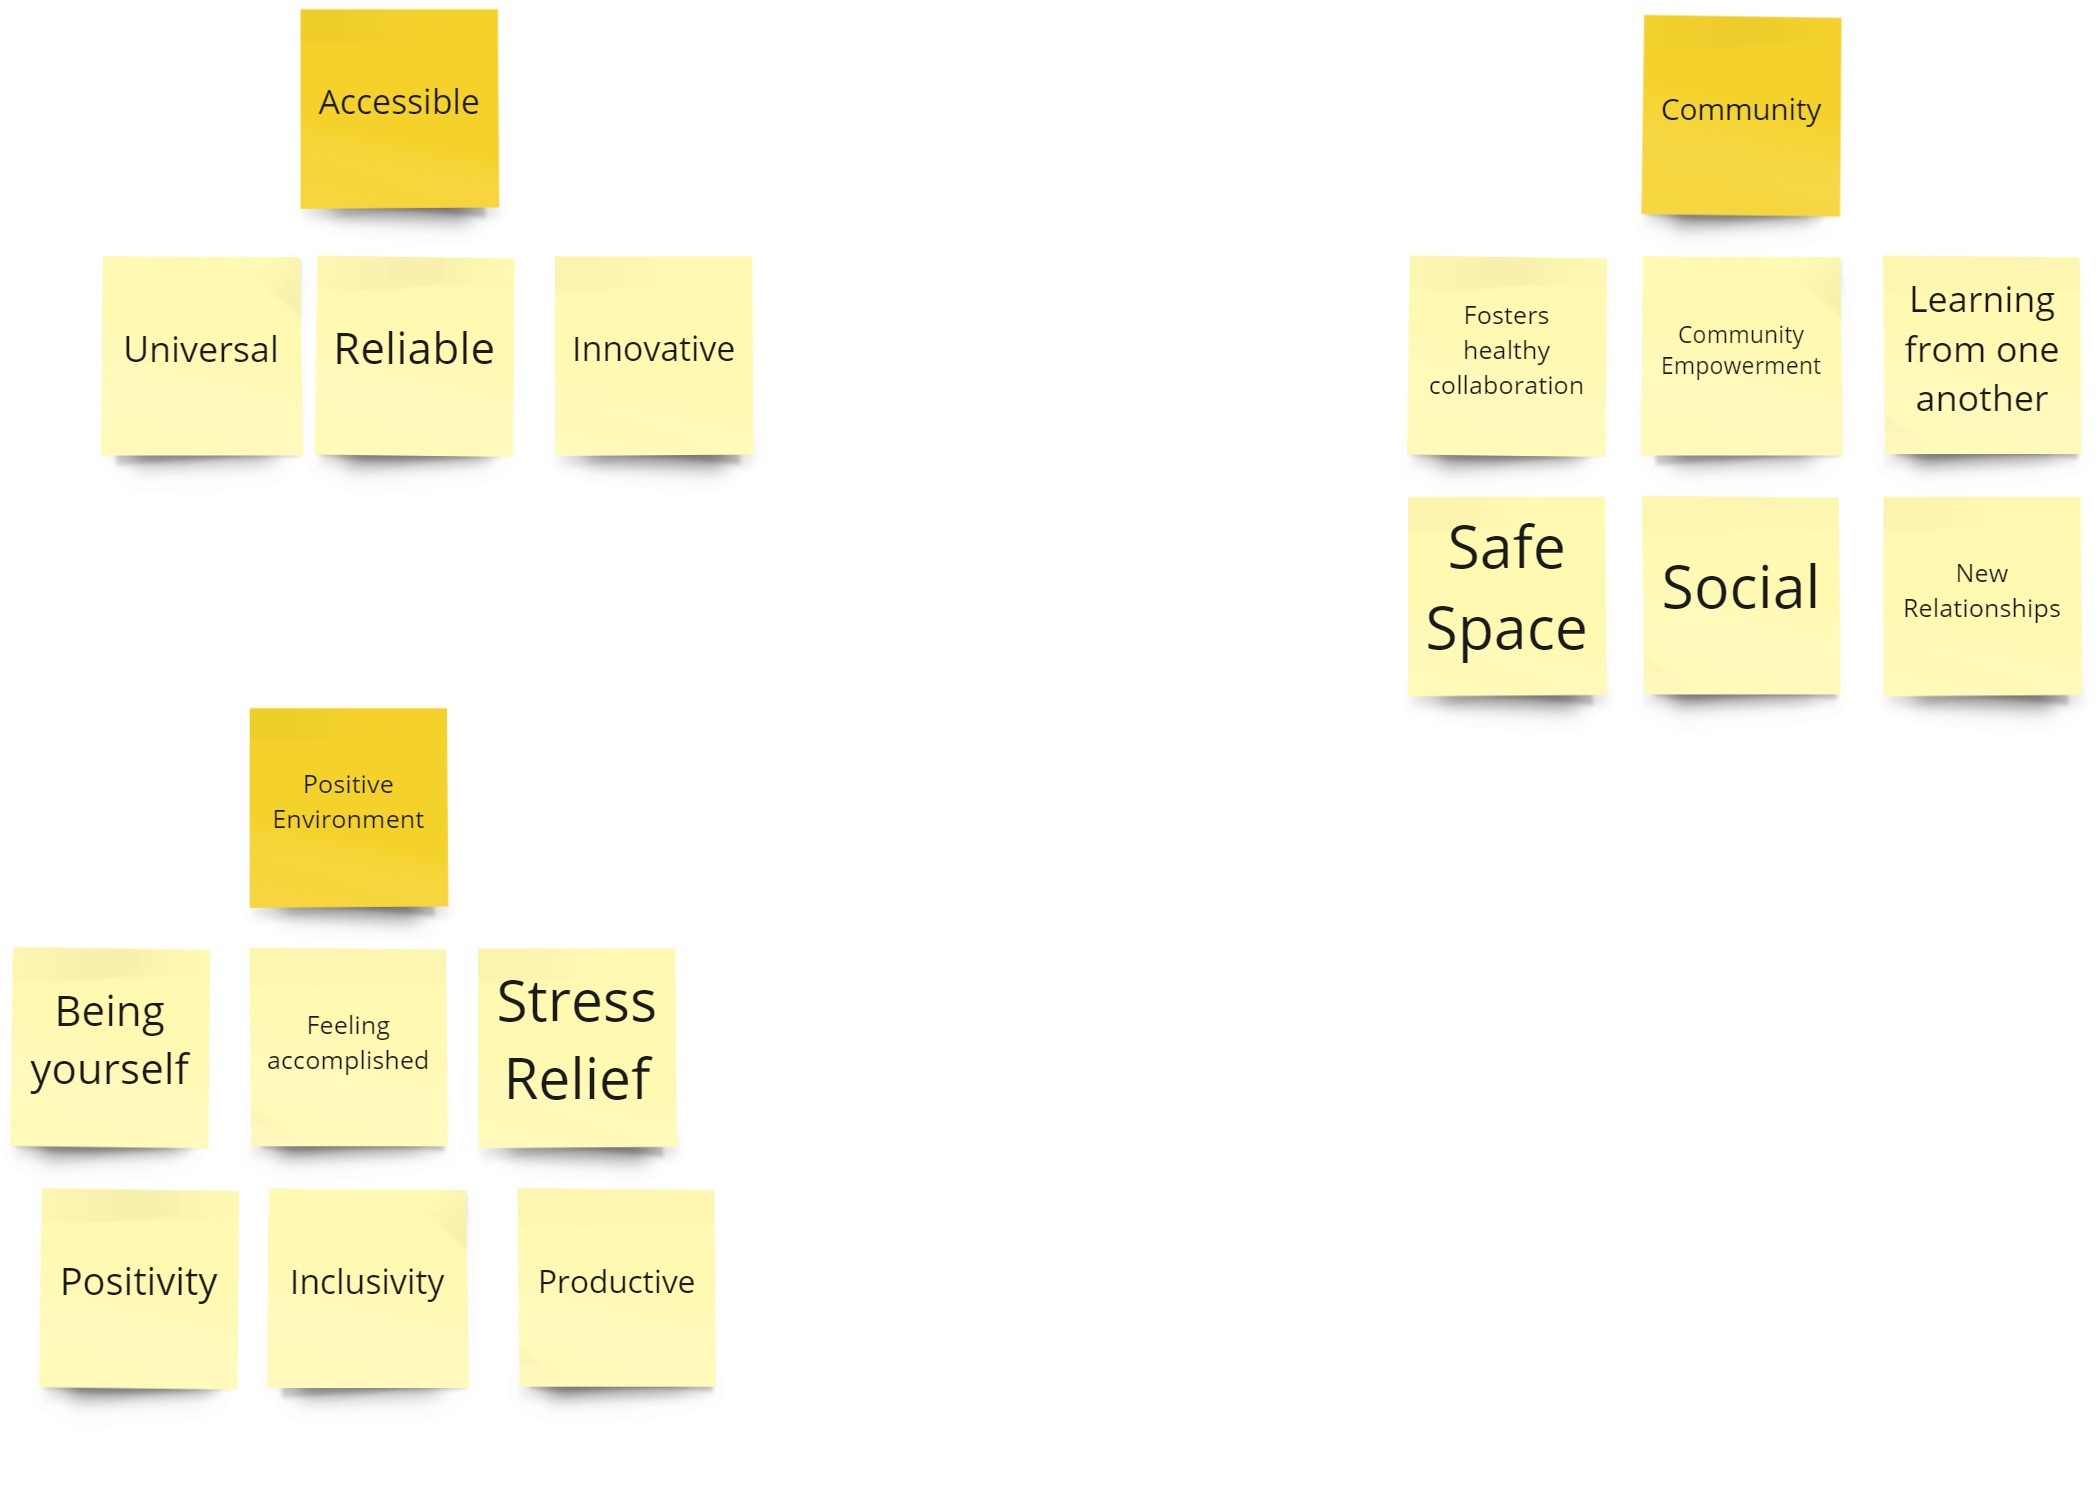 Accessible
Universal
Reliable
Innovative
Community
Fosters
healthy
collaboration
Community
Empowerment
Learning
from one
another
Safe
Space
Social
New
Relationships
Positive
Environment
Being
yourself
Feeling
accomplished
Stress
Relief
Positivity
Inclusivity
Productive